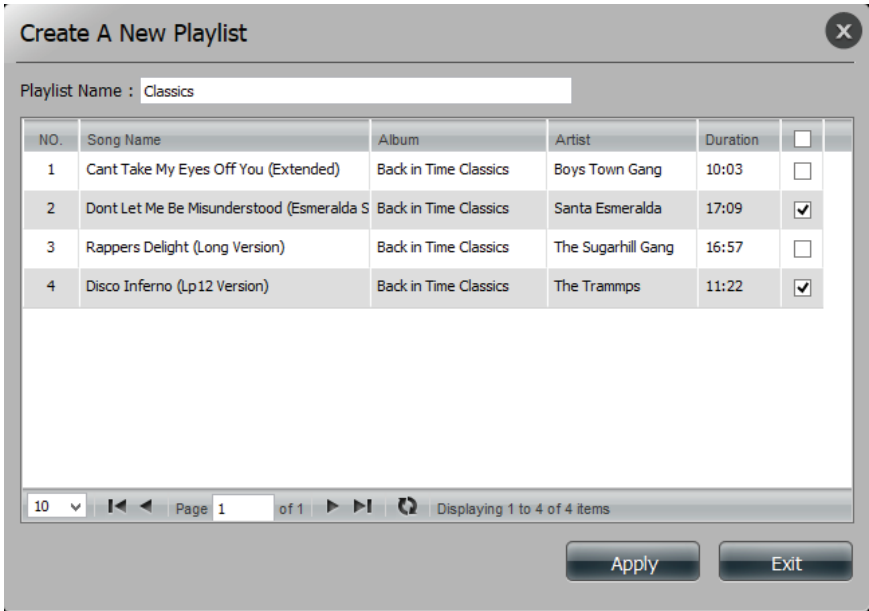 Create A New Playlist
X
Playlist Name : Classics
NO. Song Name Album Artist Duration
1 Cant Take My Eyes Off You (Extended) Back in Time Classics Boys Town Gang 10:03
2 Dont Let Me Be Misunderstood (Esmeralda S Back in Time Classics Santa Esmeralda 17:09
3 Rappers Delight (Long Version) Back in Time Classics The Sugarhill Gang 16:57
4 Disco Inferno (Lp12 Version) Back in Time Classics The Trammps 11:22
10 Page 1 of 1 Displaying 1 to 4 of 4 items
Apply Exit